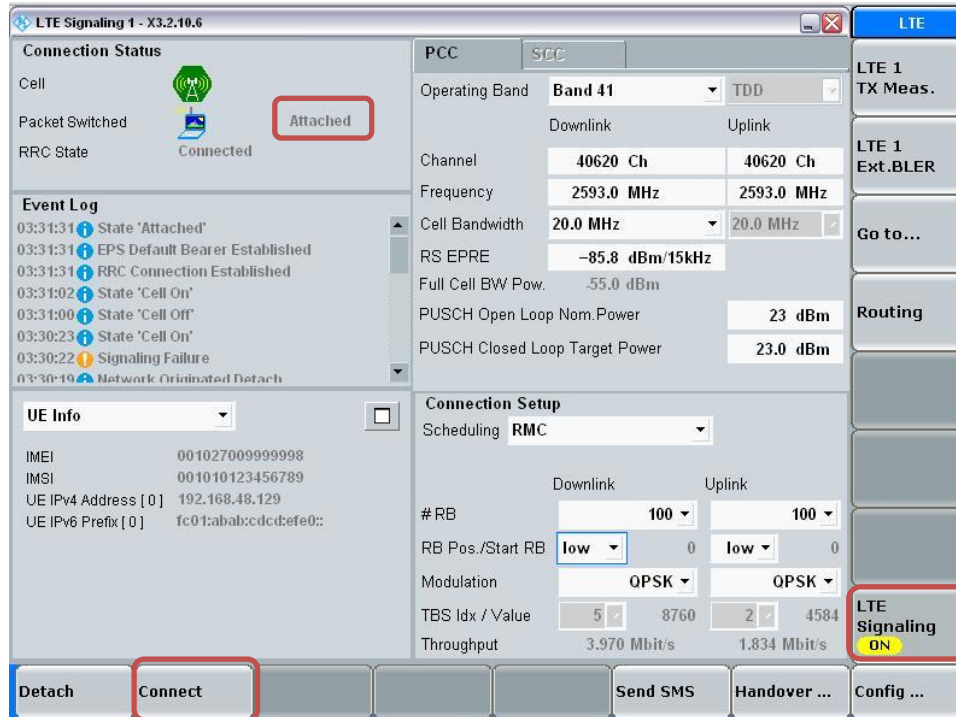 LTE Signaling 1 - X3.2.10.6
Connection Status
Cell
Packet Switched Attached
RRC State Connected
Event Log
03:31:31 State 'Attached'
03:31:31 EPS Default Bearer Established
03:31:31 RRC Connection Established
03:31:02 State 'Cell On'
03:31:00 State 'Cell Off'
03:30:23 State 'Cell On'
03:30:22 Signaling Failure
03:30:19 Network Originated Detach
UE Info
IMEI 001027009999998
IMSI 001010123456789
UE IPv4 Address [ 0 ] 192.168.48.129
UE IPv6 Prefix [ 0 ] fc01:abab:cdcd:efe0::
PCC SCC
Operating Band Band 41 TDD
Downlink Uplink
Channel 40620 Ch 40620 Ch
Frequency 2593.0 MHz 2593.0 MHz
Cell Bandwidth 20.0 MHz 20.0 MHz
RS EPRE -85.8 dBm/15kHz
Full Cell BW Pow. -55.0 dBm
PUSCH Open Loop Nom.Power 23 dBm
PUSCH Closed Loop Target Power 23.0 dBm
Connection Setup
Scheduling RMC
Downlink Uplink
# RB 100 100
RB Pos./Start RB low 0 low 0
Modulation QPSK QPSK
TBS Idx / Value 5 8760 2 4584
Throughput 3.970 Mbit/s 1.834 Mbit/s
LTE
LTE 1
TX Meas.
LTE 1
Ext.BLER
Go to...
Routing
LTE
Signaling
ON
Detach Connect Send SMS Handover ... Config ...